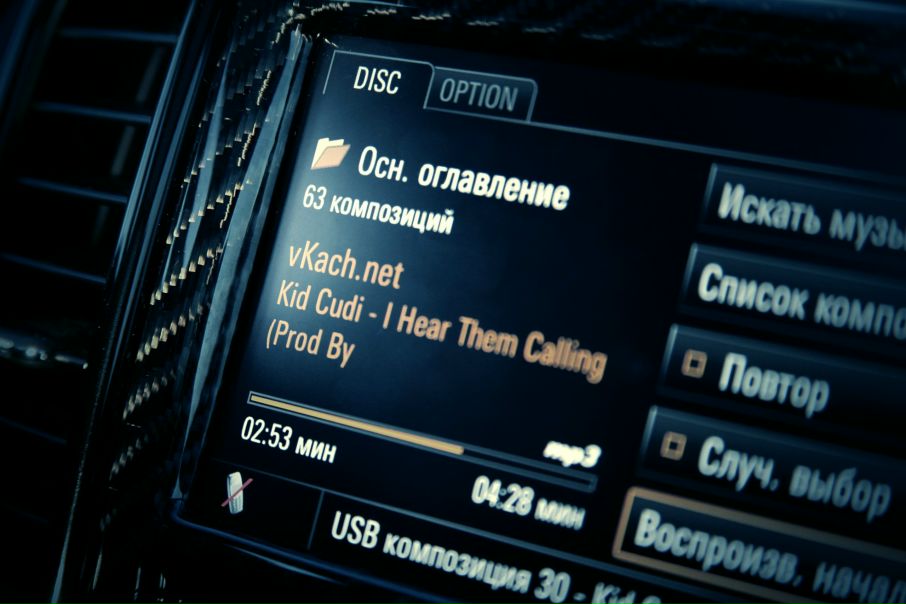 DISC
OPTION
Осн. оглавление
63 композиций
vKach.net
Kid Cudi - I Hear Them Calling
(Prod By
02:53 мин
mp3
04:28 мин
USB композиция 30 - Kid
Искать музы
Список компо
Повтор
Случ. выбор
Воспроизв. начал